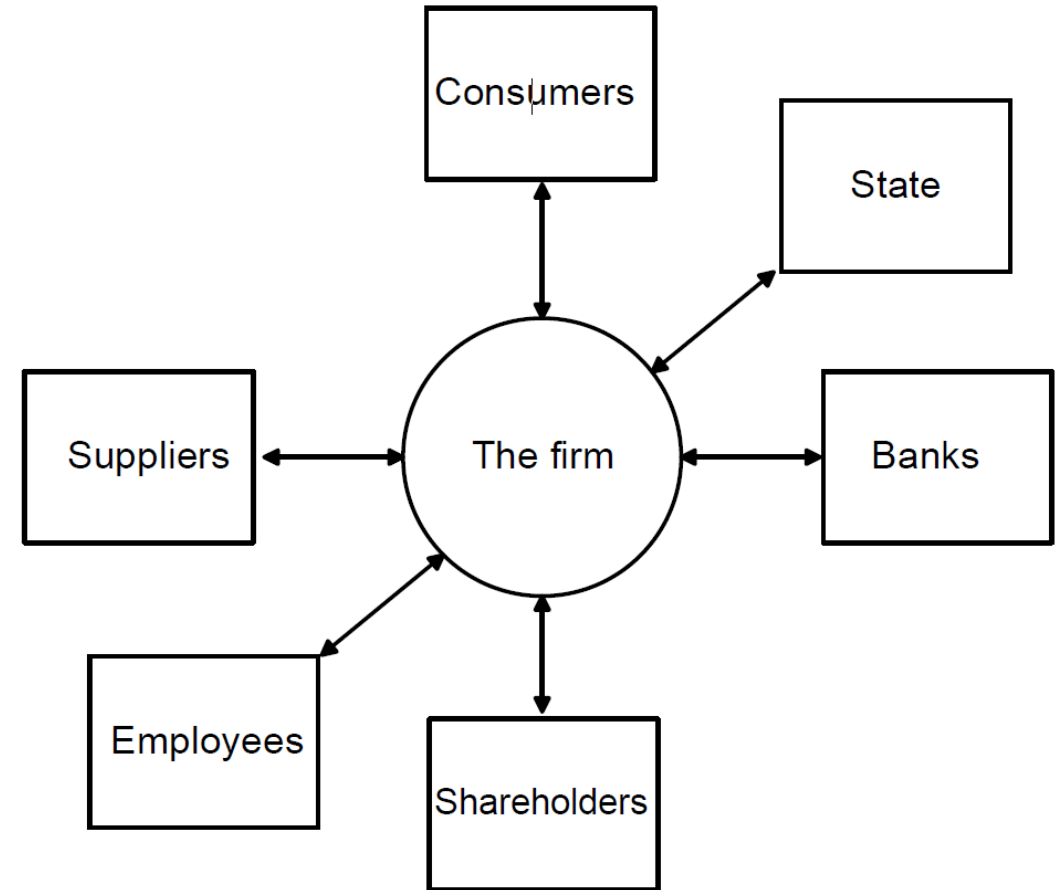 Consumers
State
Suppliers
The firm
Banks
Employees
Shareholders